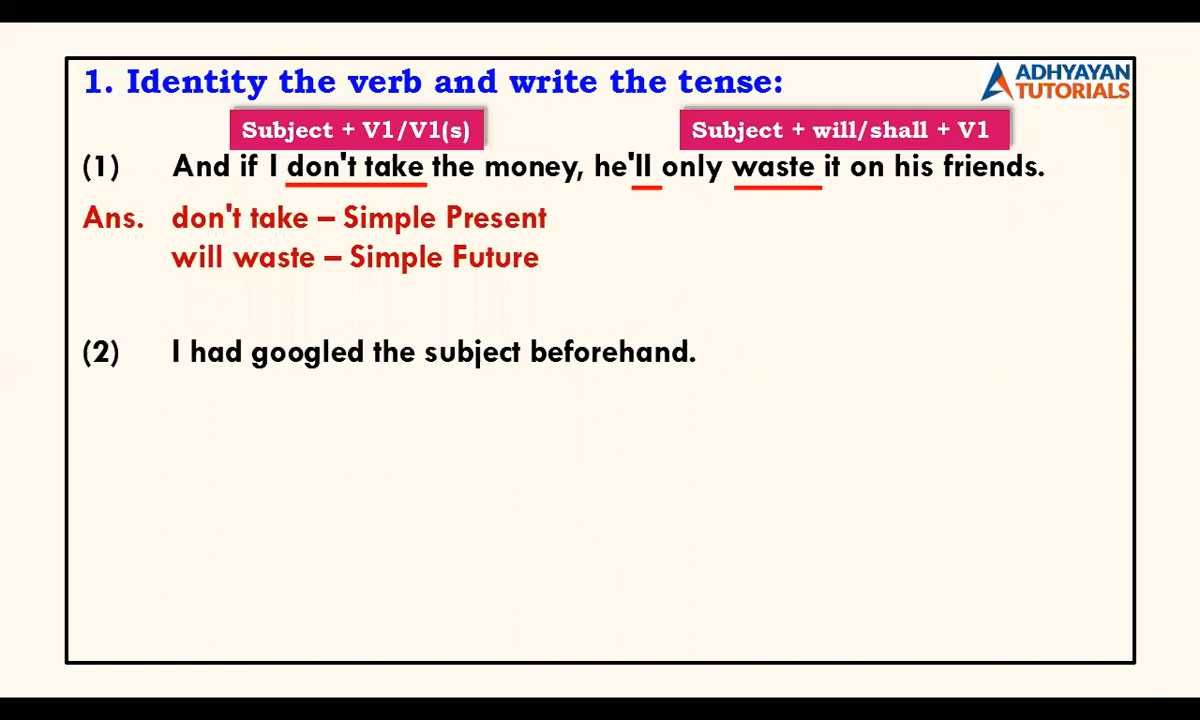 1. Identity the verb and write the tense:
ADHYAYAN
TUTORIALS
Subject + V1/V1(s)
Subject + will/shall + V1
(1) And if I don't take the money, he'll only waste it on his friends.
Ans. don't take – Simple Present
will waste – Simple Future
(2) I had googled the subject beforehand.